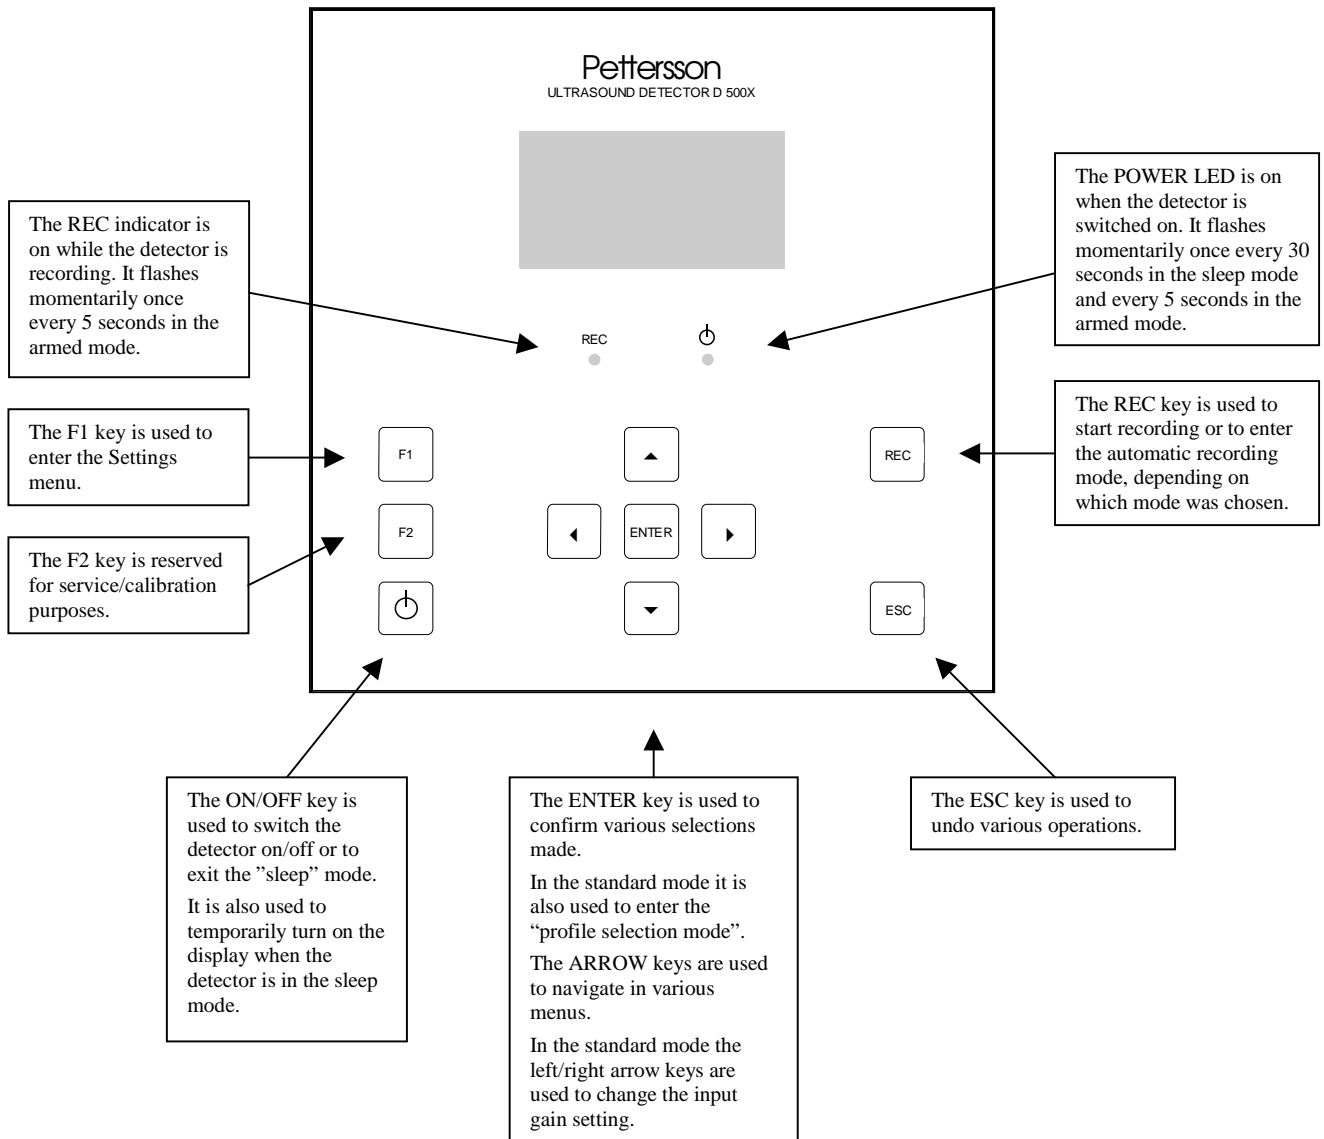 Pettersson
ULTRASOUND DETECTOR D 500X
The REC indicator is
on while the detector is
recording. It flashes
momentarily once
every 5 seconds in the
armed mode.
The POWER LED is on
when the detector is
switched on. It flashes
momentarily once every 30
seconds in the sleep mode
and every 5 seconds in the
armed mode.
REC
The F1 key is used to
enter the Settings
menu.
F1
REC
The REC key is used to
start recording or to enter
the automatic recording
mode, depending on
which mode was chosen.
The F2 key is reserved
for service/calibration
purposes.
F2
ENTER
ESC
The ON/OFF key is
used to switch the
detector on/off or to
exit the ”sleep” mode.
It is also used to
temporarily turn on the
display when the
detector is in the sleep
mode.
The ENTER key is used to
confirm various selections
made.
In the standard mode it is
also used to enter the
“profile selection mode”.
The ARROW keys are used
to navigate in various
menus.
In the standard mode the
left/right arrow keys are
used to change the input
gain setting.
The ESC key is used to
undo various operations.